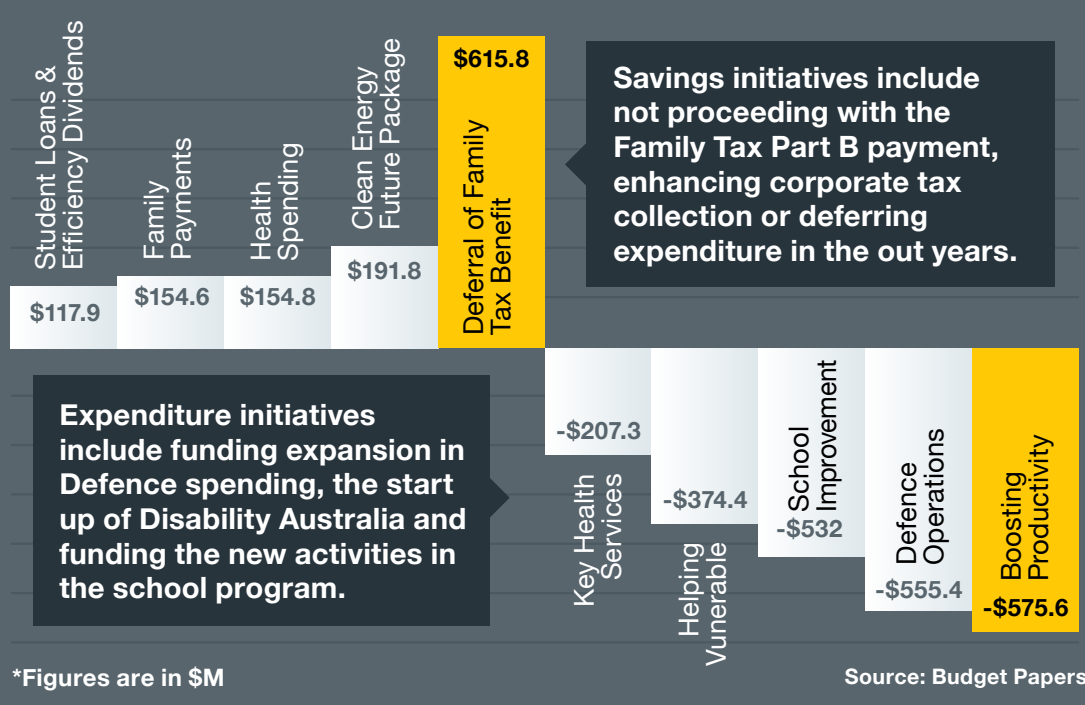 Student Loans &
Efficiency Dividends
$117.9
Family
Payments
$154.6
Health
Spending
$154.8
Clean Energy
Future Package
$191.8
$615.8
Deferral of Family
Tax Benefit
Savings initiatives include
not proceeding with the
Family Tax Part B payment,
enhancing corporate tax
collection or deferring
expenditure in the out years.
Expenditure initiatives
include funding expansion in
Defence spending, the start
up of Disability Australia and
funding the new activities in
the school program.
-$207.3
Key Health
Services
-$374.4
Helping
Vunerable
School
Improvement
-$532
Defence
Operations
-$555.4
Boosting
Productivity
-$575.6
*Figures are in $M
Source: Budget Papers